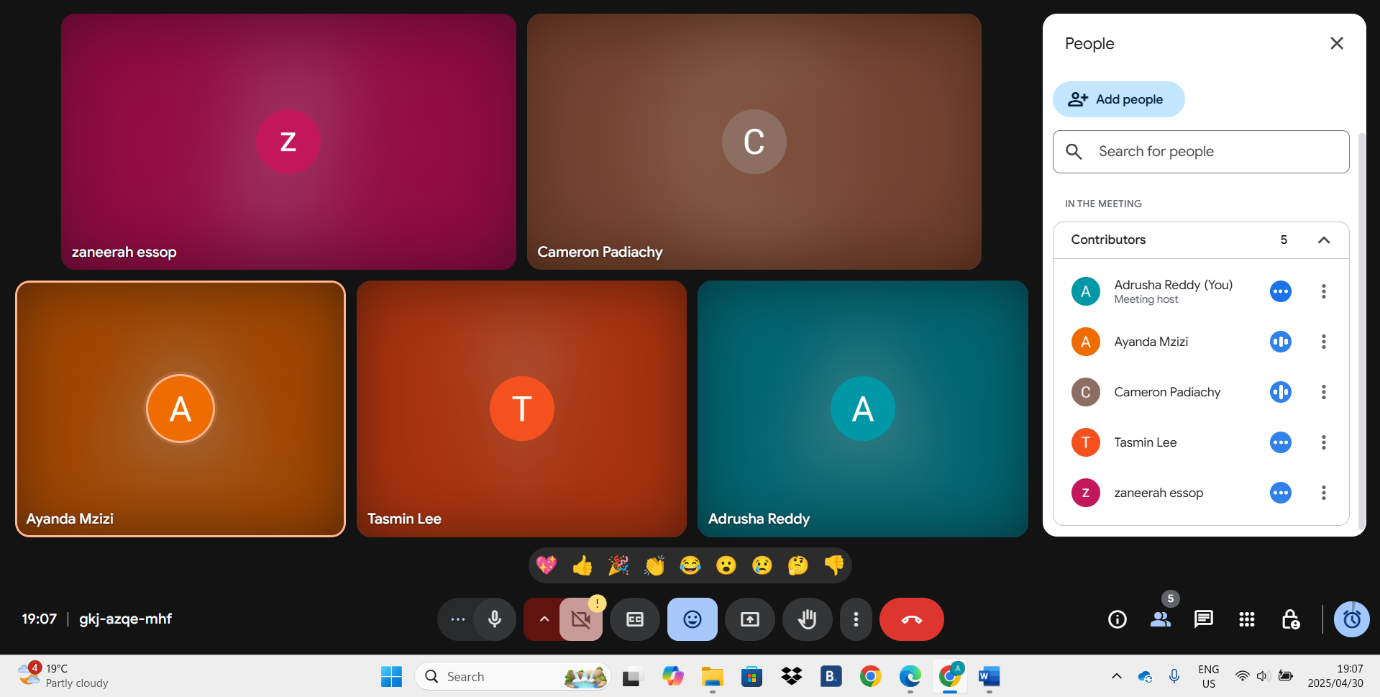 z
zaneerah essop
C
Cameron Padiachy
A
Ayanda Mzizi
T
Tasmin Lee
A
Adrusha Reddy
People
Add people
Search for people
IN THE MEETING
Contributors 5
A Adrusha Reddy (You)
Meeting host
A Ayanda Mzizi
C Cameron Padiachy
T Tasmin Lee
z zaneerah essop
19:07 | gkj-azqe-mhf
!
CC
5
4
19°C
Partly cloudy
Search
B.
A
W
ENG
US
19:07
2025/04/30